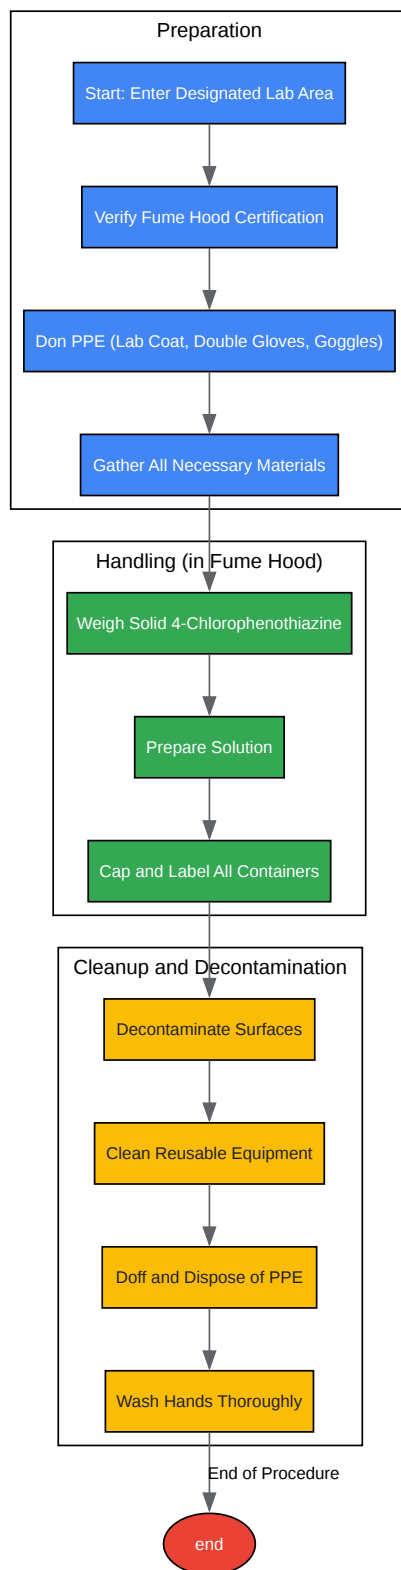 Preparation
Start: Enter Designated Lab Area
Verify Fume Hood Certification
Don PPE (Lab Coat, Double Gloves, Goggles)
Gather All Necessary Materials
Handling (in Fume Hood)
Weigh Solid 4-Chlorophenothiazine
Prepare Solution
Cap and Label All Containers
Cleanup and Decontamination
Decontaminate Surfaces
Clean Reusable Equipment
Doff and Dispose of PPE
Wash Hands Thoroughly
End of Procedure
end